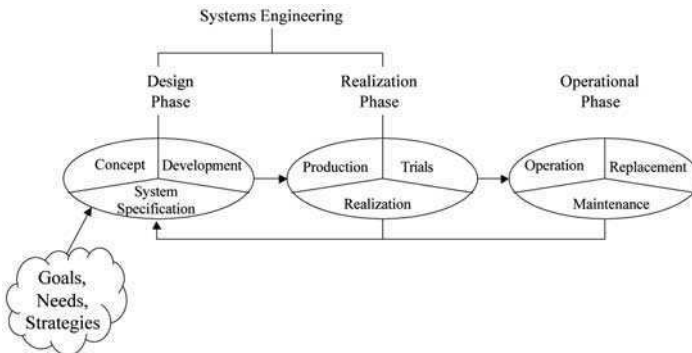 Systems Engineering
Design
Phase
Realization
Phase
Operational
Phase
Concept
Development
System
Specification
Production
Trials
Realization
Operation
Replacement
Maintenance
Goals,
Needs,
Strategies